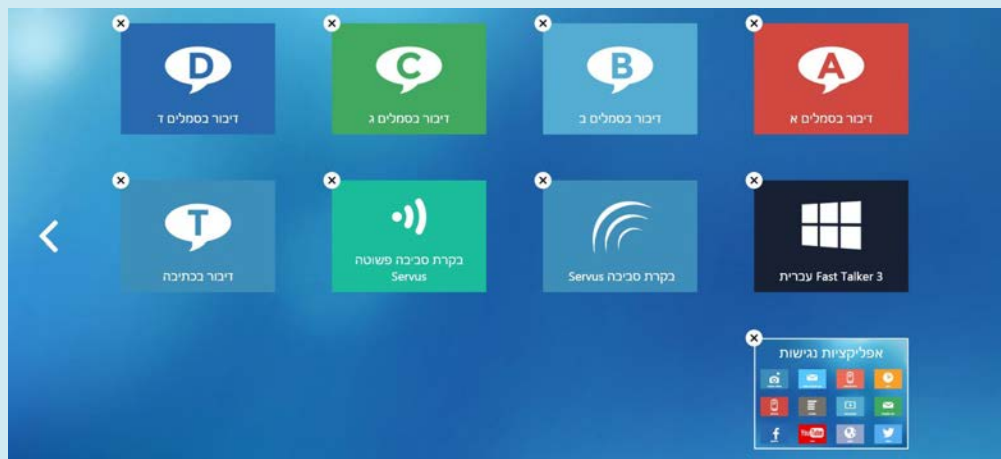 A
דיבור בסמלים א
B
דיבור בסמלים ב
C
דיבור בסמלים ג
D
דיבור בסמלים ד
Fast Talker 3 עברית
בקרת סביבה Servus
בקרת סביבה פשוטה
Servus
T
דיבור בכתיבה
אפליקציות נגישות
YouTube